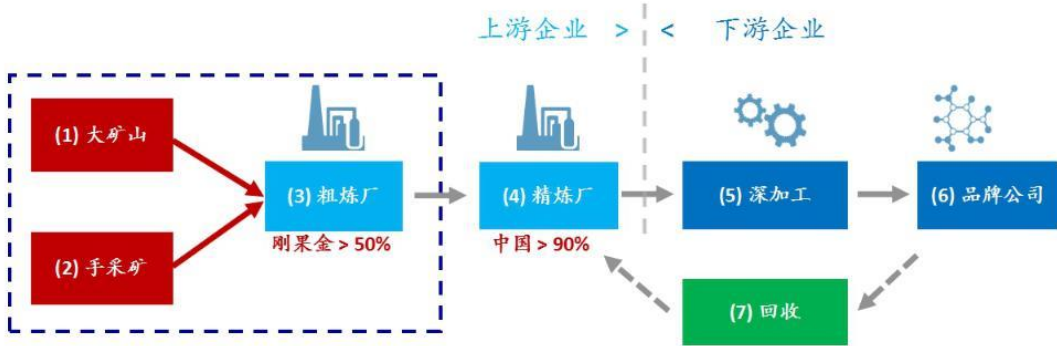 上游企业 > < 下游企业
(1) 大矿山
(3) 粗炼厂
(4) 精炼厂
(5) 深加工
(6) 品牌公司
刚果金 > 50%
中国 > 90%
(2) 手采矿
(7) 回收